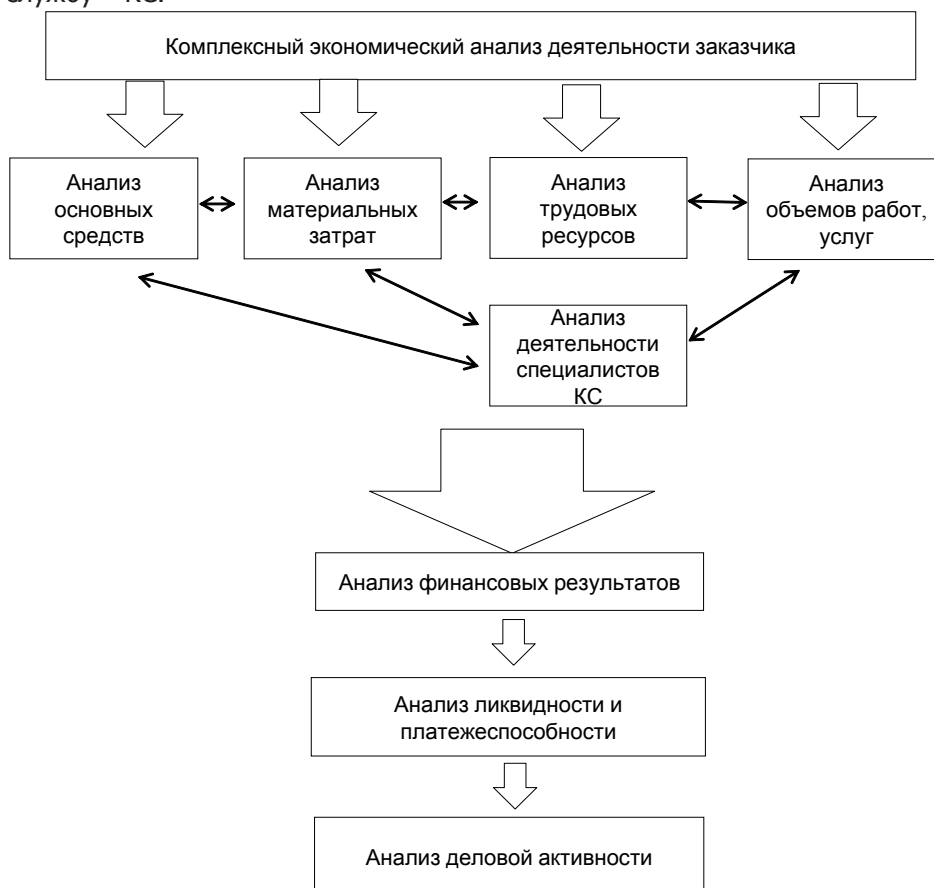 Комплексный экономический анализ деятельности заказчика
Анализ
основных
средств
Анализ
материальных
затрат
Анализ
трудовых
ресурсов
Анализ
объемов работ,
услуг
Анализ
деятельности
специалистов
КС
Анализ финансовых результатов
Анализ ликвидности и
платежеспособности
Анализ деловой активности